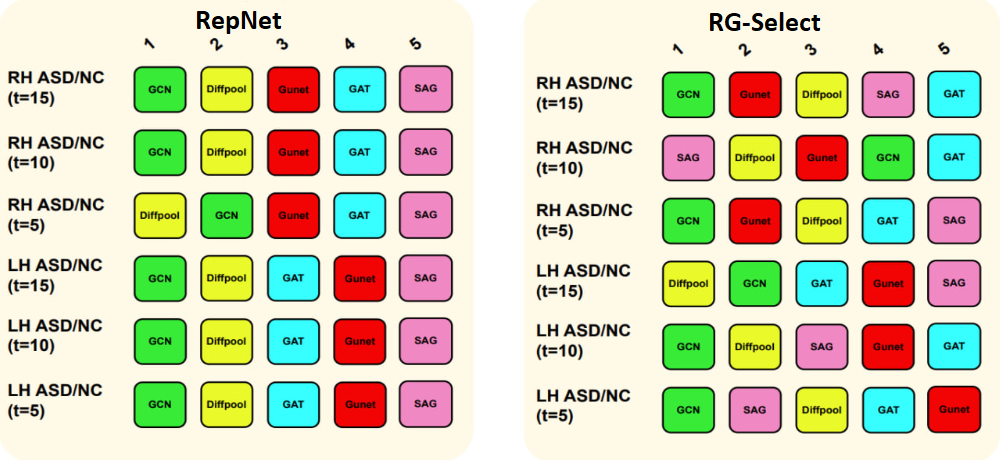 RepNet
1 2 3 4 5
RH ASD/NC
(t=15)
GCN Diffpool Gunet GAT SAG
RH ASD/NC
(t=10)
GCN Diffpool Gunet GAT SAG
RH ASD/NC
(t=5)
Diffpool GCN Gunet GAT SAG
LH ASD/NC
(t=15)
GCN Diffpool GAT Gunet SAG
LH ASD/NC
(t=10)
GCN Diffpool GAT Gunet SAG
LH ASD/NC
(t=5)
GCN Diffpool GAT Gunet SAG
RG-Select
1 2 3 4 5
RH ASD/NC
(t=15)
GCN Gunet Diffpool SAG GAT
RH ASD/NC
(t=10)
SAG Diffpool Gunet GCN GAT
RH ASD/NC
(t=5)
GCN Gunet Diffpool GAT SAG
LH ASD/NC
(t=15)
Diffpool GCN GAT Gunet SAG
LH ASD/NC
(t=10)
GCN Diffpool SAG Gunet GAT
LH ASD/NC
(t=5)
GCN SAG Diffpool GAT Gunet